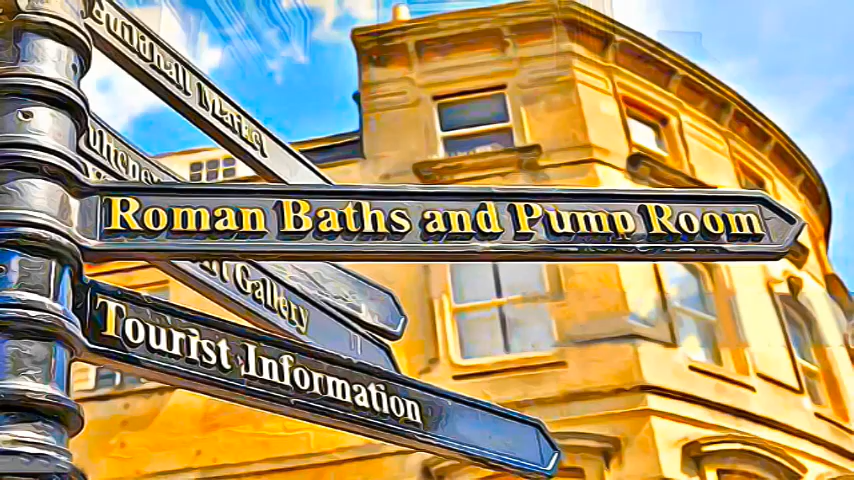 Guildhall Market
Roman Baths and Pump Room
Gallery
Tourist Information